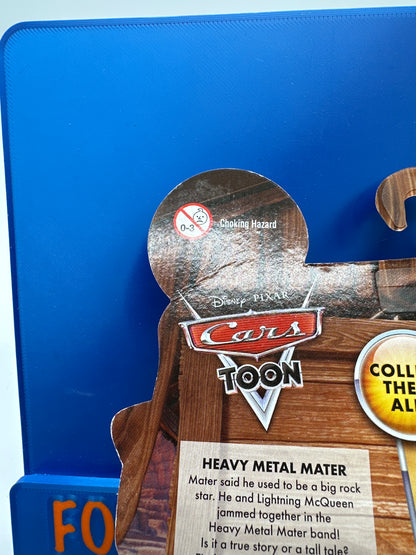 0-3 Choking Hazard
DISNEY · PIXAR
Cars
TOON
COLLE
THE
AL
HEAVY METAL MATER
Mater said he used to be a big rock
star. He and Lightning McQueen
jammed together in the
Heavy Metal Mater band!
Is it a true story or a tall tale?
FO